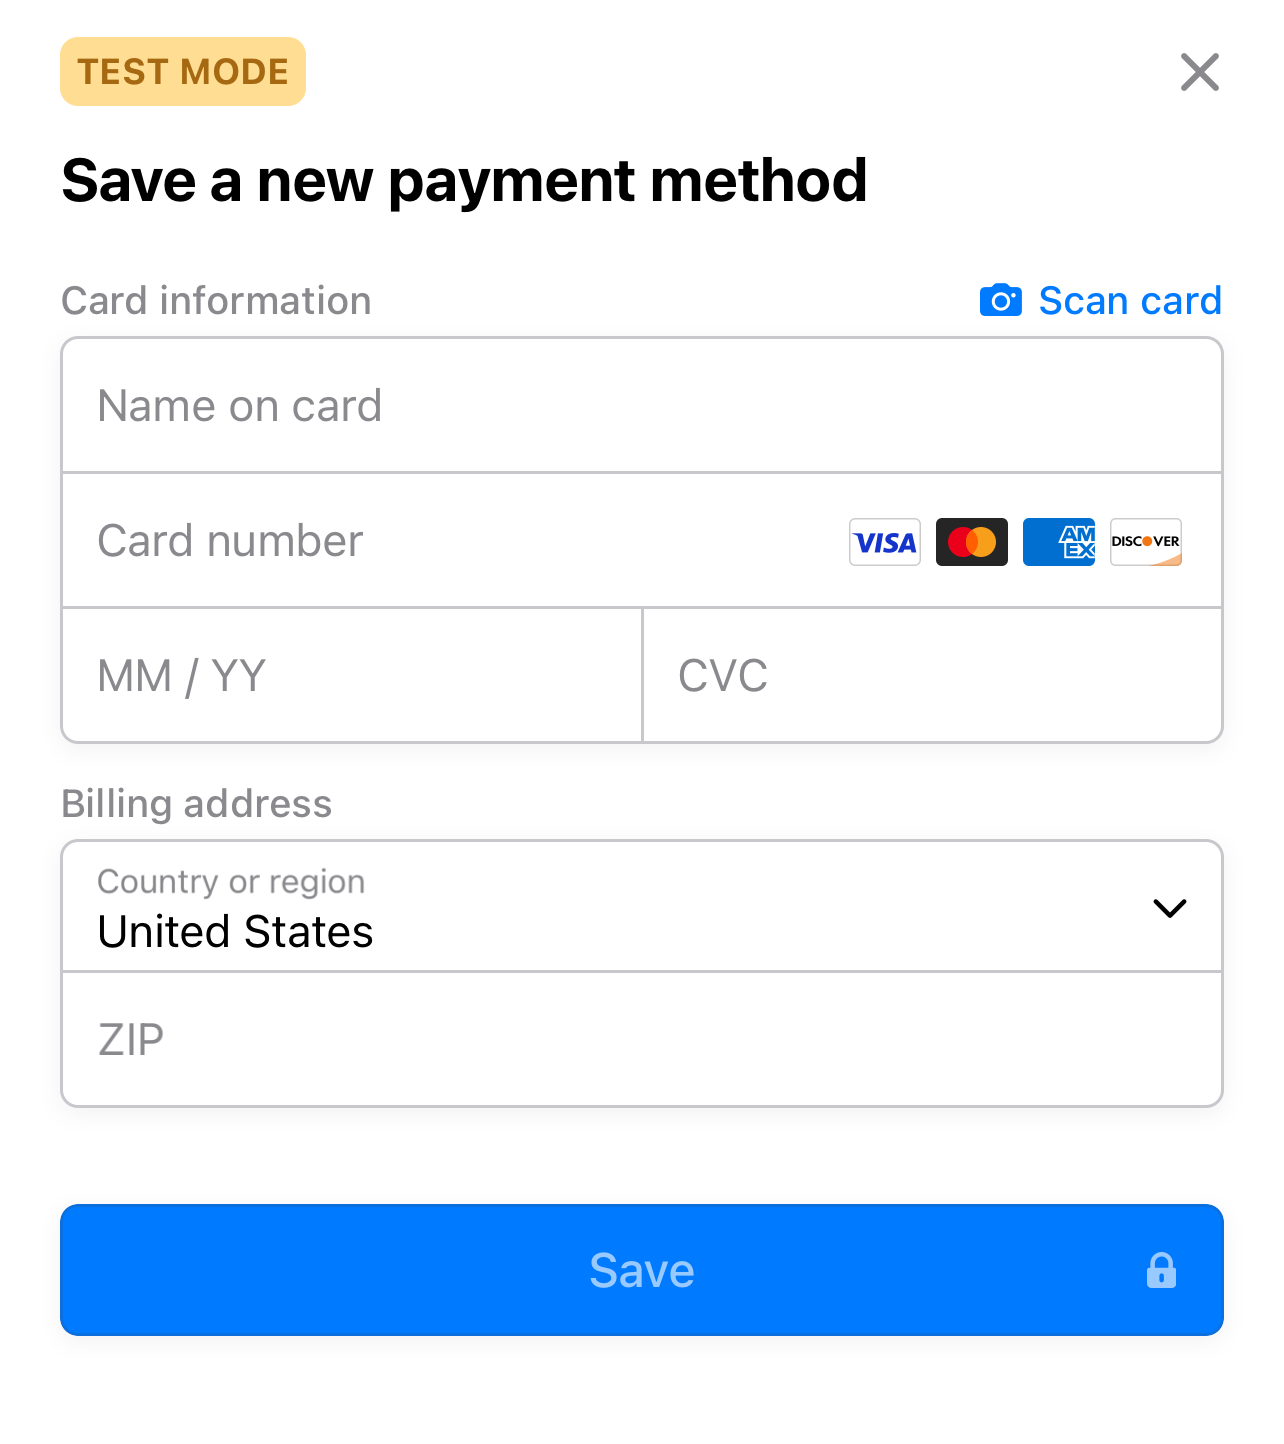 TEST MODE
Save a new payment method
Card information
Scan card
Name on card
Card number
VISA
AM
EX
DISCOVER
MM / YY
CVC
Billing address
Country or region
United States
ZIP
Save